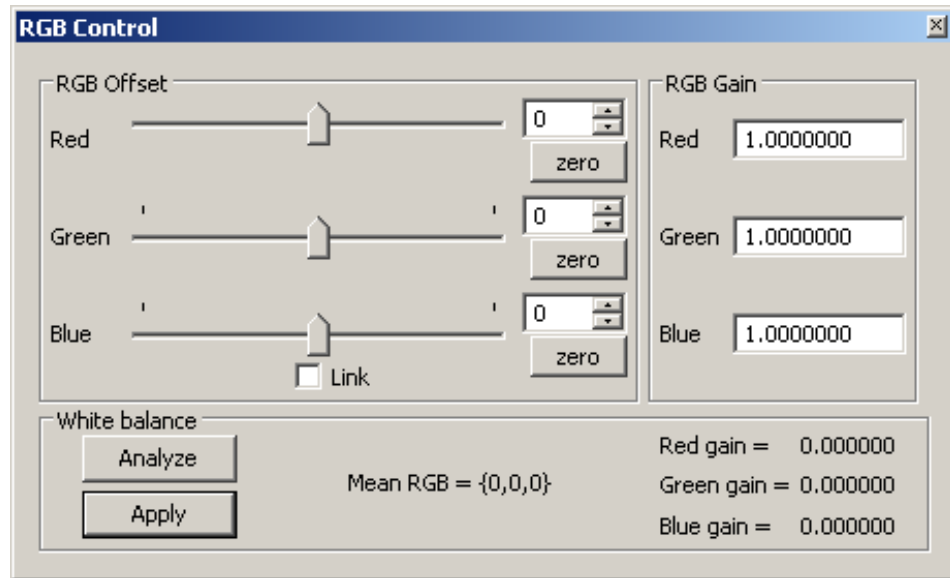 RGB Control
RGB Offset
Red
0
zero
Green
0
zero
Blue
0
zero
Link
RGB Gain
Red 1.0000000
Green 1.0000000
Blue 1.0000000
White balance
Analyze
Apply
Mean RGB = {0,0,0}
Red gain = 0.000000
Green gain = 0.000000
Blue gain = 0.000000